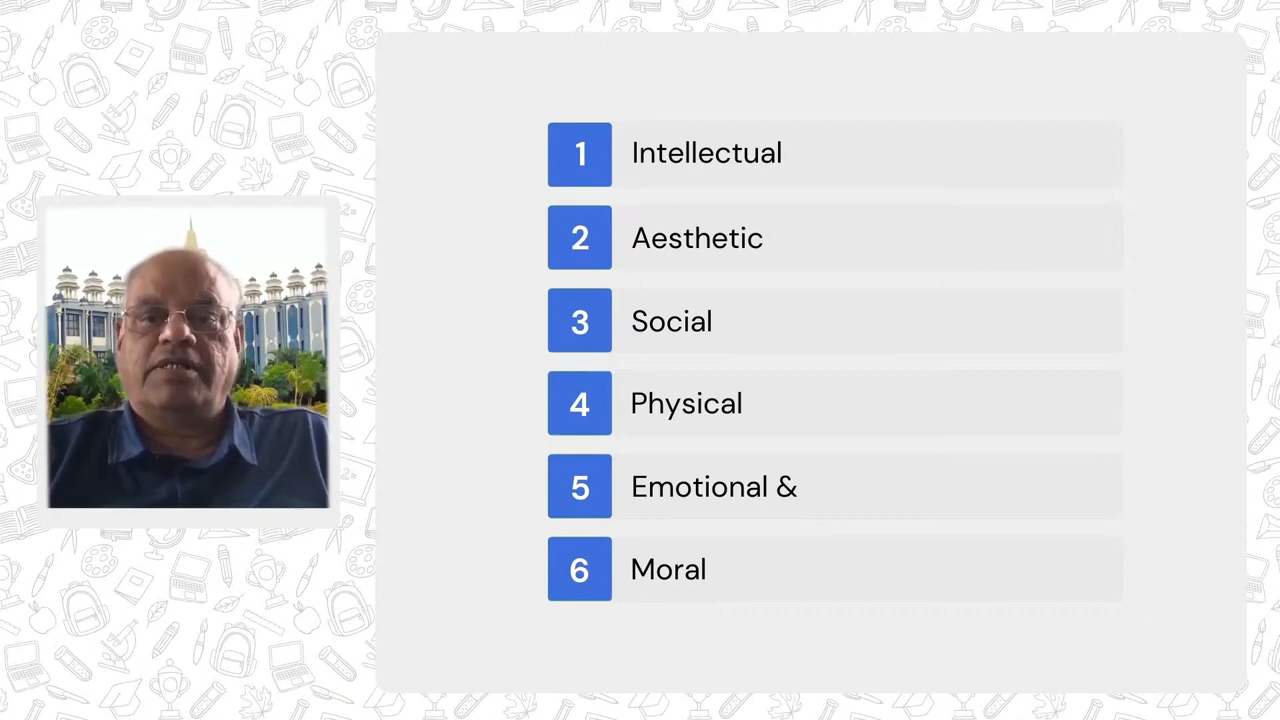 1 Intellectual
2 Aesthetic
3 Social
4 Physical
5 Emotional &
6 Moral